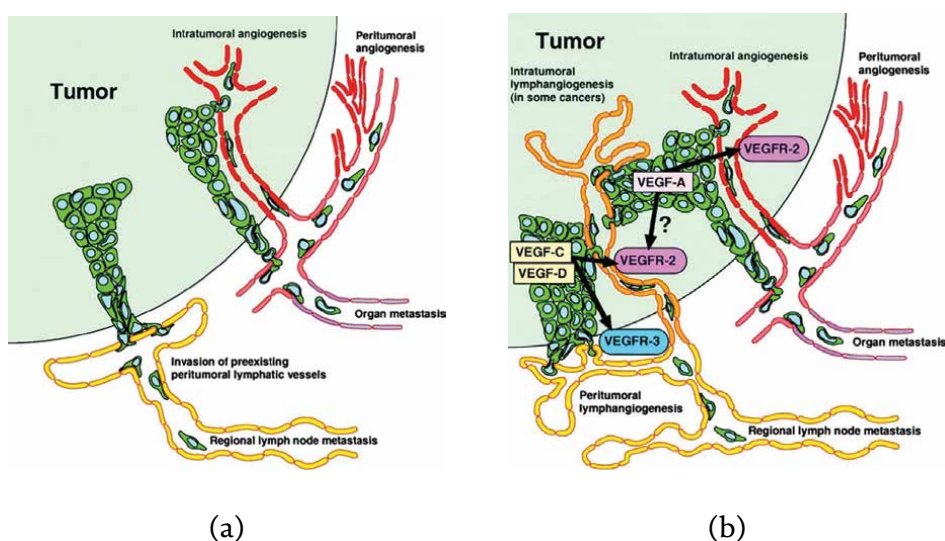 Intratumoral angiogenesis
Peritumoral
angiogenesis
Tumor
Organ metastasis
Invasion of preexisting
peritumoral lymphatic vessels
Regional lymph node metastasis
(a)
Tumor
Intratumoral
lymphangiogenesis
(in some cancers)
Intratumoral angiogenesis
Peritumoral
angiogenesis
VEGFR-2
VEGF-A
?
VEGF-C
VEGF-D
VEGFR-2
VEGFR-3
Organ metastasis
Peritumoral
lymphangiogenesis
Regional lymph node metastasis
(b)